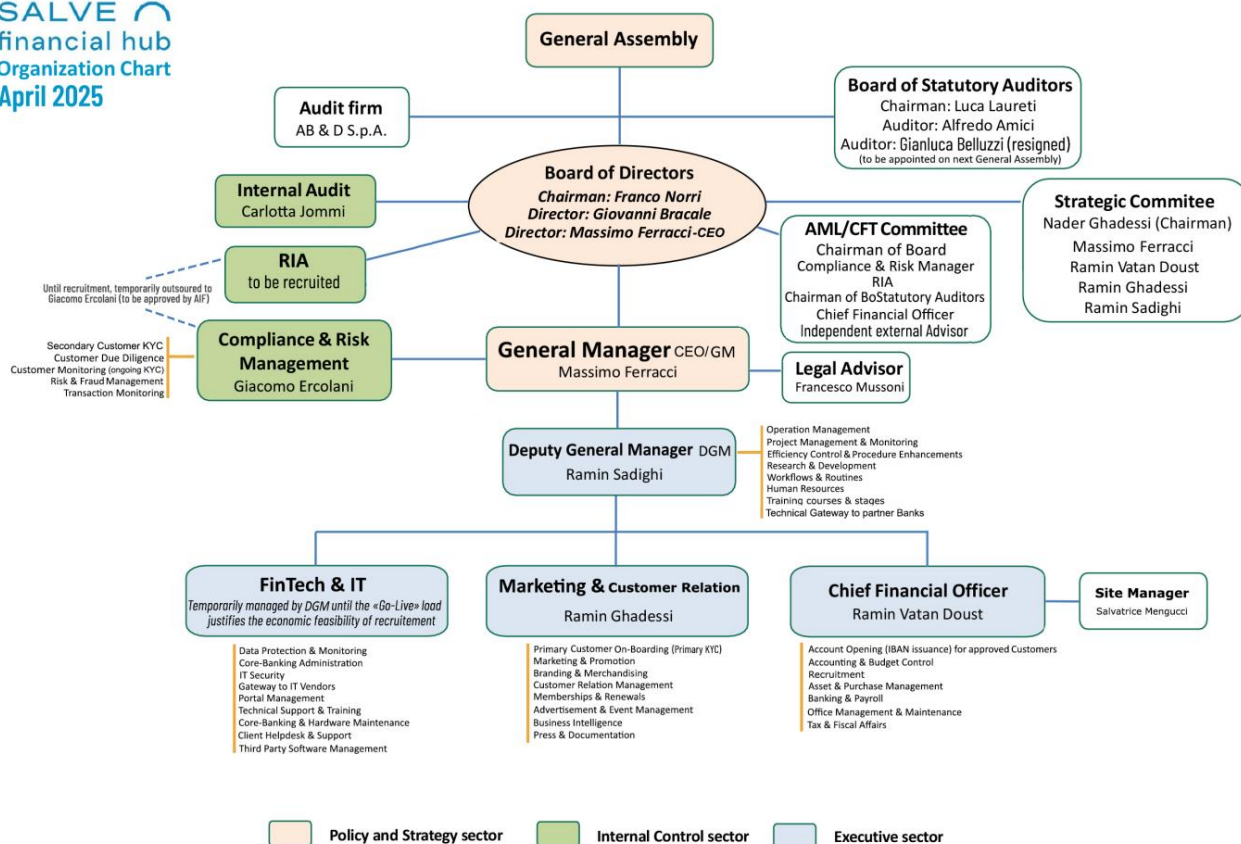 SALVE
financial hub
Organization Chart
April 2025
General Assembly
Audit firm
AB & D S.p.A.
Board of Statutory Auditors
Chairman: Luca Laureti
Auditor: Alfredo Amici
Auditor: Gianluca Belluzzi (resigned)
(to be appointed on next General Assembly)
Board of Directors
Chairman: Franco Norri
Director: Giovanni Bracale
Director: Massimo Ferracci-CEO
Internal Audit
Carlotta Jommi
RIA
to be recruited
Until recruitment, temporarily outsoured to
Giacomo Ercolani (to be approved by AIF)
Strategic Commitee
Nader Ghadessi (Chairman)
Massimo Ferracci
Ramin Vatan Doust
Ramin Ghadessi
Ramin Sadighi
AML/CFT Committee
Chairman of Board
Compliance & Risk Manager
RIA
Chairman of BoStatutory Auditors
Chief Financial Officer
Independent external Advisor
Compliance & Risk
Management
Giacomo Ercolani
Secondary Customer KYC
Customer Due Diligence
Customer Monitoring (ongoing KYC)
Risk & Fraud Management
Transaction Monitoring
General Manager CEO/GM
Massimo Ferracci
Legal Advisor
Francesco Mussoni
Deputy General Manager DGM
Ramin Sadighi
Operation Management
Project Management & Monitoring
Efficiency Control & Procedure Enhancements
Research & Development
Workflows & Routines
Human Resources
Training courses & stages
Technical Gateway to partner Banks
FinTech & IT
Temporarily managed by DGM until the «Go-Live» load
justifies the economic feasibility of recruitement
Data Protection & Monitoring
Core-Banking Administration
IT Security
Gateway to IT Vendors
Portal Management
Technical Support & Training
Core-Banking & Hardware Maintenance
Client Helpdesk & Support
Third Party Software Management
Marketing & Customer Relation
Ramin Ghadessi
Primary Customer On-Boarding (Primary KYC)
Marketing & Promotion
Branding & Merchandising
Customer Relation Management
Memberships & Renewals
Advertisement & Event Management
Business Intelligence
Press & Documentation
Chief Financial Officer
Ramin Vatan Doust
Account Opening (IBAN issuance) for approved Customers
Accounting & Budget Control
Recruitment
Asset & Purchase Management
Banking & Payroll
Office Management & Maintenance
Tax & Fiscal Affairs
Site Manager
Salvatrice Mengucci
Policy and Strategy sector
Internal Control sector
Executive sector